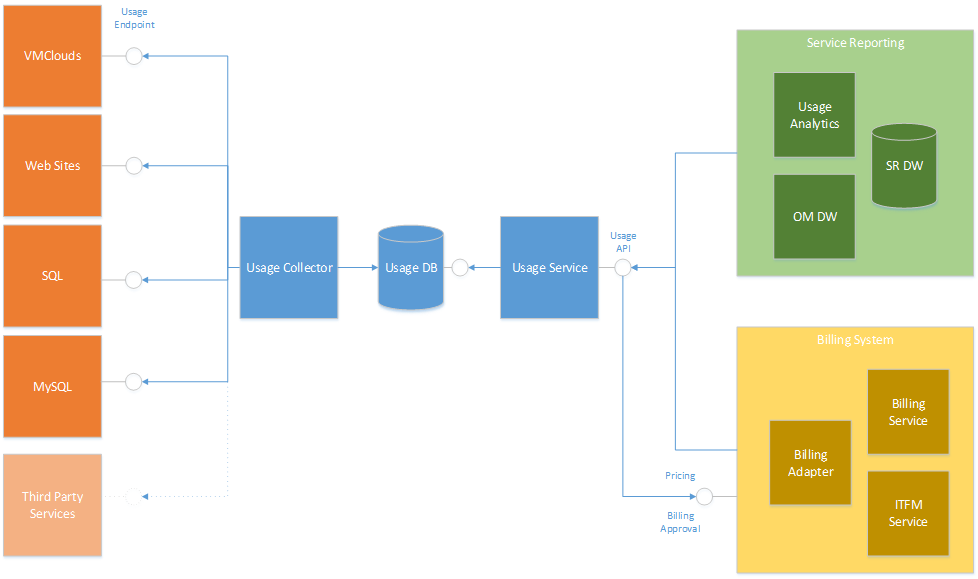 Usage
Endpoint
VMClouds
Web Sites
SQL
MySQL
Third Party
Services
Usage Collector
Usage DB
Usage Service
Usage
API
Service Reporting
Usage
Analytics
SR DW
OM DW
Billing System
Billing
Service
Billing
Adapter
ITFM
Service
Pricing
Billing
Approval